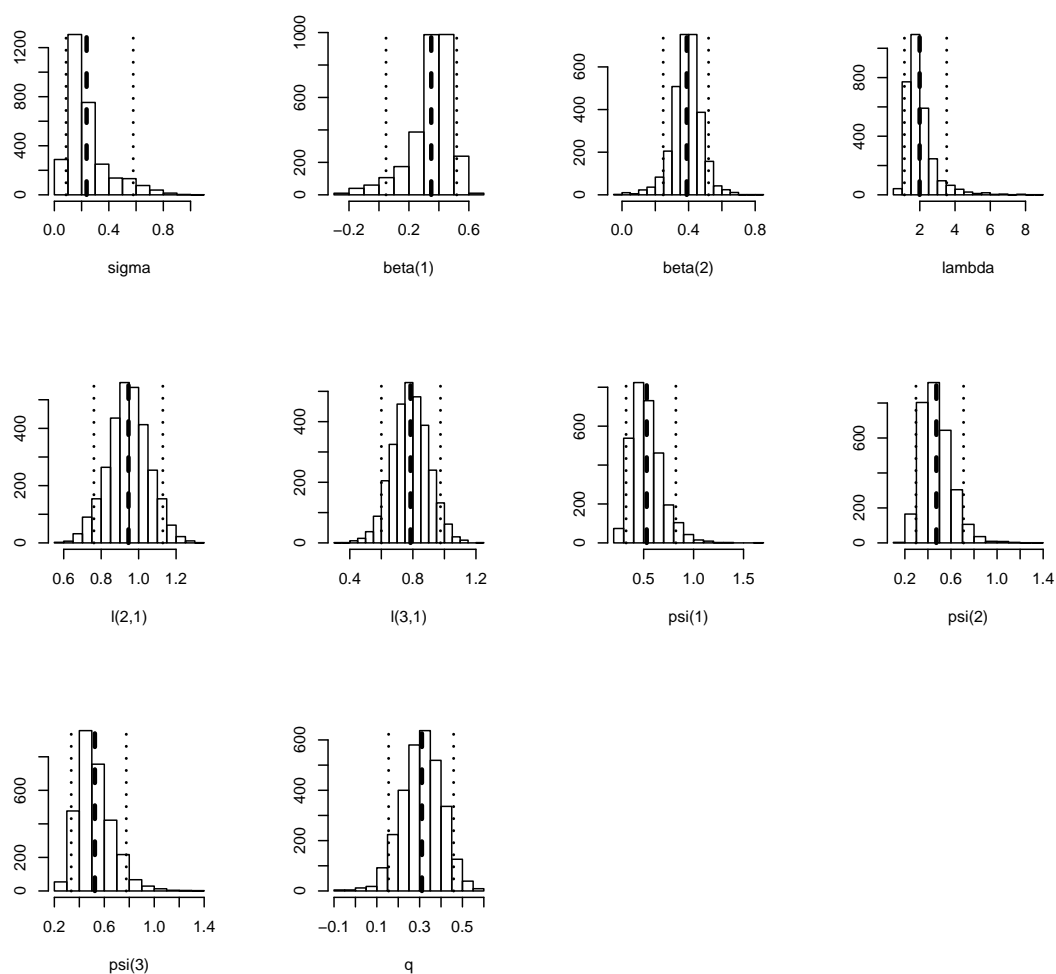 0 400 800 1200
0.0 0.4 0.8
sigma
0 200 600 1000
−0.2 0.2 0.6
beta(1)
0 200 400 600
0.0 0.4 0.8
beta(2)
0 400 800
2 4 6 8
lambda
0 200 400
0.6 0.8 1.0 1.2
l(2,1)
0 200 400
0.4 0.8 1.2
l(3,1)
0 200 600
0.5 1.0 1.5
psi(1)
0 200 600
0.2 0.6 1.0 1.4
psi(2)
0 200 600
0.2 0.6 1.0 1.4
psi(3)
0 200 400 600
−0.1 0.1 0.3 0.5
q